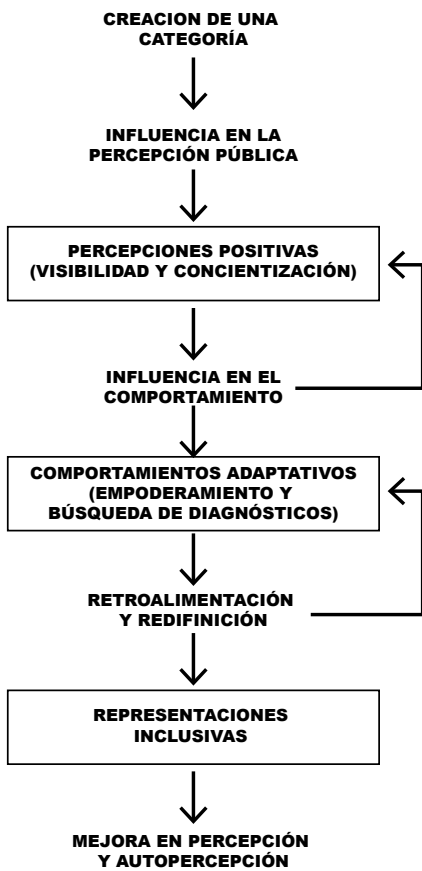 CREACION DE UNA
CATEGORÍA
INFLUENCIA EN LA
PERCEPCIÓN PÚBLICA
PERCEPCIONES POSITIVAS
(VISIBILIDAD Y CONCIENTIZACIÓN)
INFLUENCIA EN EL
COMPORTAMIENTO
COMPORTAMIENTOS ADAPTATIVOS
(EMPODERAMIENTO Y
BÚSQUEDA DE DIAGNÓSTICOS)
RETROALIMENTACIÓN
Y REDIFINICIÓN
REPRESENTACIONES
INCLUSIVAS
MEJORA EN PERCEPCIÓN
Y AUTOPERCEPCIÓN